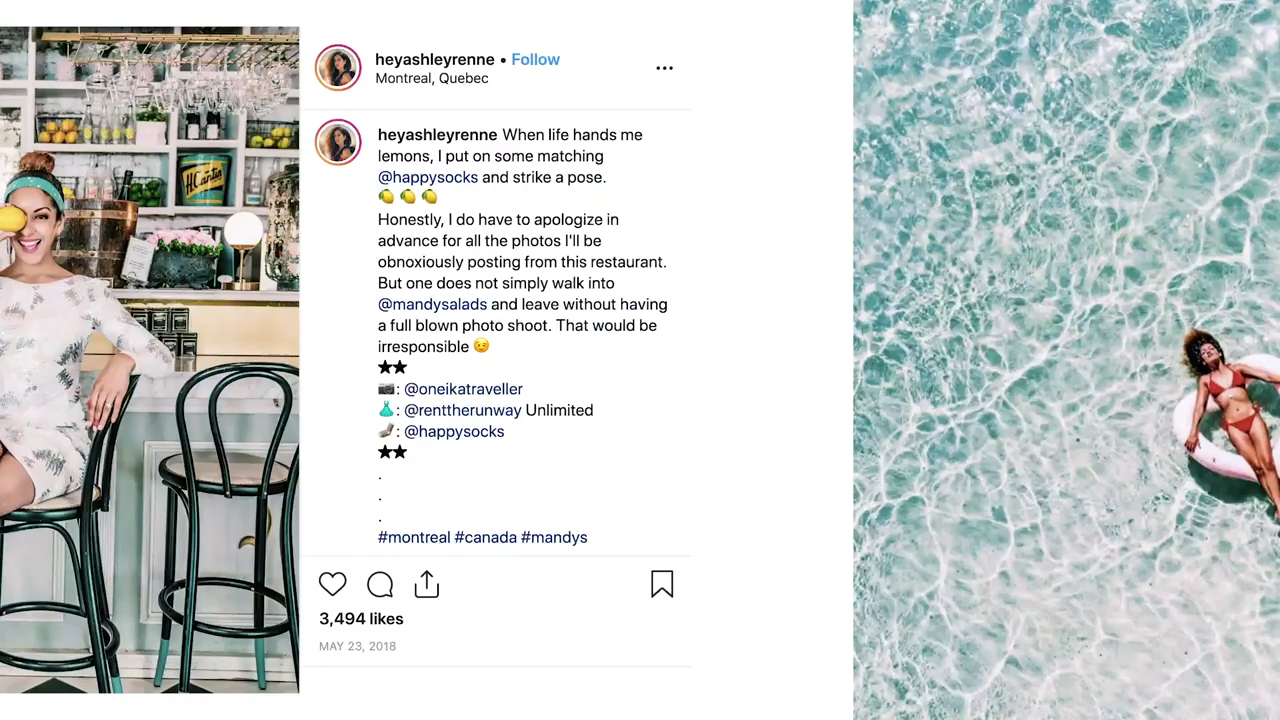 heyashleyrenne • Follow
Montreal, Quebec
heyashleyrenne When life hands me
lemons, I put on some matching
@happysocks and strike a pose.
🍋 🍋 🍋
Honestly, I do have to apologize in
advance for all the photos I'll be
obnoxiously posting from this restaurant.
But one does not simply walk into
@mandysalads and leave without having
a full blown photo shoot. That would be
irresponsible 😉
★★
📷: @oneikatraveller
👗: @renttherunway Unlimited
: @happysocks
★★
.
.
.
#montreal #canada #mandys
3,494 likes
MAY 23, 2018